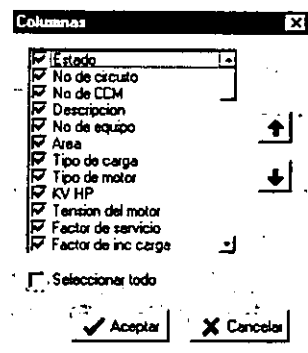 Columnas
Estado
No de circuito
No de CCM
Descripcion
No de equipo
Area
Tipo de carga
Tipo de motor
KV HP
Tension del motor
Factor de servicio
Factor de inc carga
Seleccionar todo
Aceptar
Cancelar